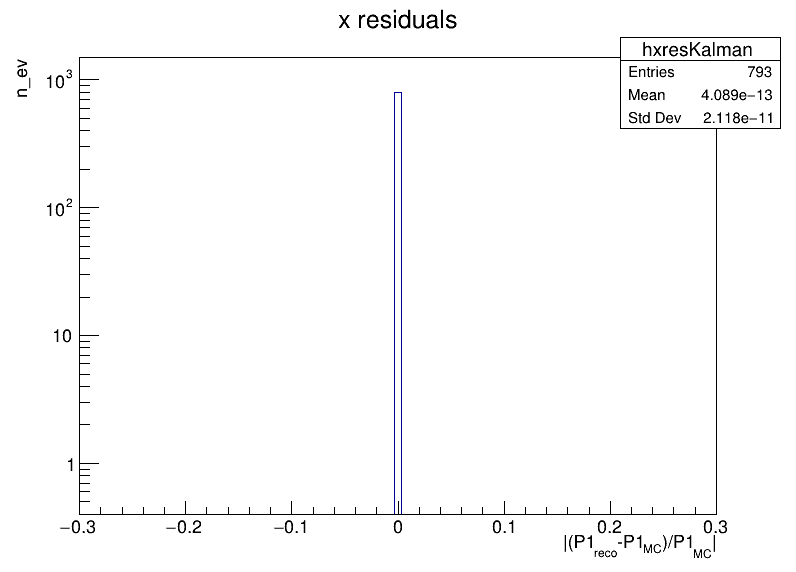 x residuals
hxresKalman
Entries 793
Mean 4.089e−13
Std Dev 2.118e−11
n_ev
10³
10²
10
1
−0.3 −0.2 −0.1 0 0.1 0.2 0.3
|(P1reco-P1MC)/P1MC|